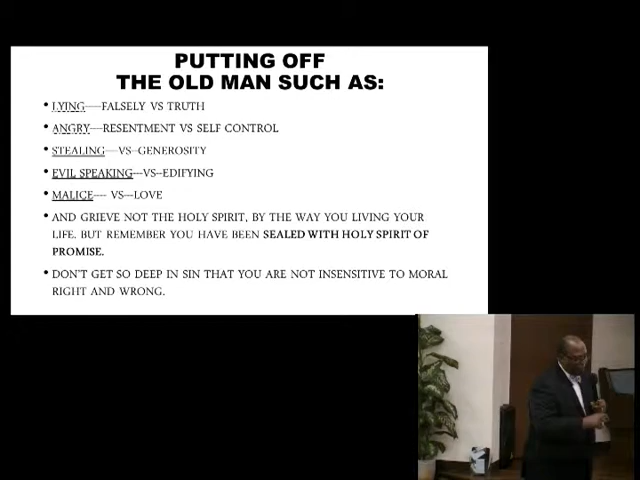 PUTTING OFF
THE OLD MAN SUCH AS:
• LYING----FALSELY VS TRUTH
• ANGRY---RESENTMENT VS SELF CONTROL
• STEALING---VS--GENEROSITY
• EVIL SPEAKING---VS--EDIFYING
• MALICE---- VS---LOVE
• AND GRIEVE NOT THE HOLY SPIRIT, BY THE WAY YOU LIVING YOUR
LIFE. BUT REMEMBER YOU HAVE BEEN SEALED WITH HOLY SPIRIT OF
PROMISE.
• DON'T GET SO DEEP IN SIN THAT YOU ARE NOT INSENSITIVE TO MORAL
RIGHT AND WRONG.